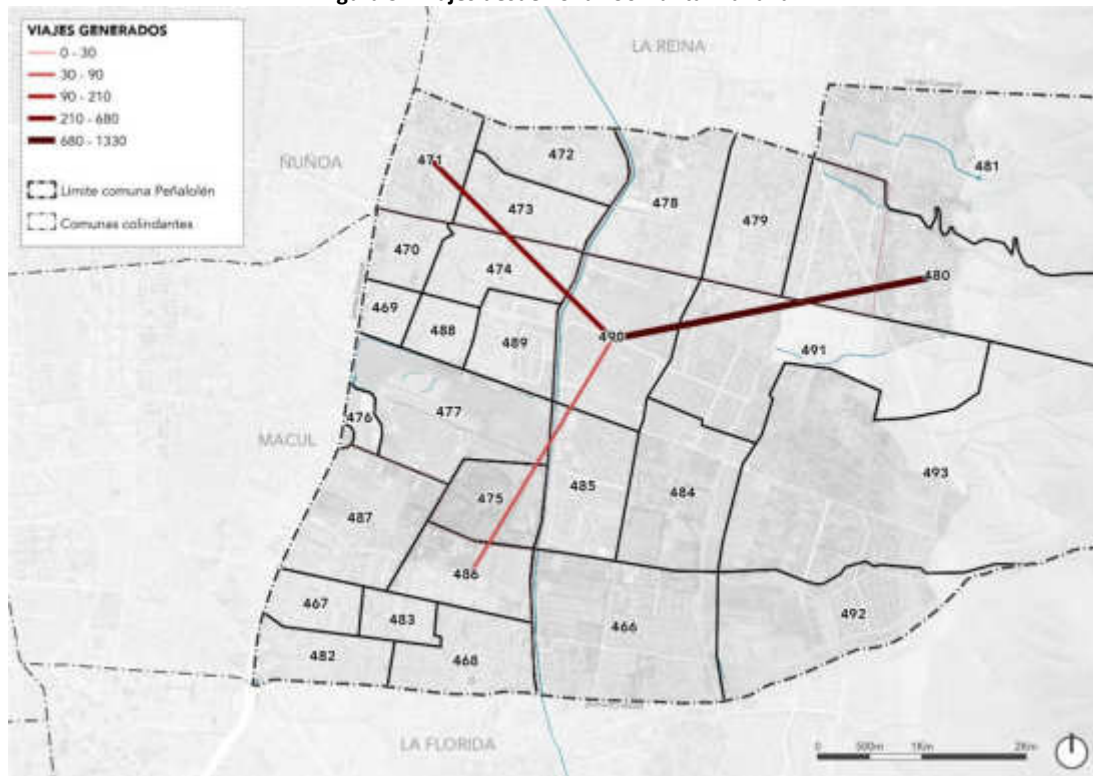 VIAJES GENERADOS
0 - 30
30 - 90
90 - 210
210 - 680
680 - 1330
Límite comuna Peñalolén
Comunas colindantes
LA REINA
ÑUÑOA
MACUL
LA FLORIDA
471
472
481
473
478
479
470
474
480
469
488
489
490
491
476
477
493
475
485
484
487
486
467
483
466
492
482
468
0 500m 1Km 2Km